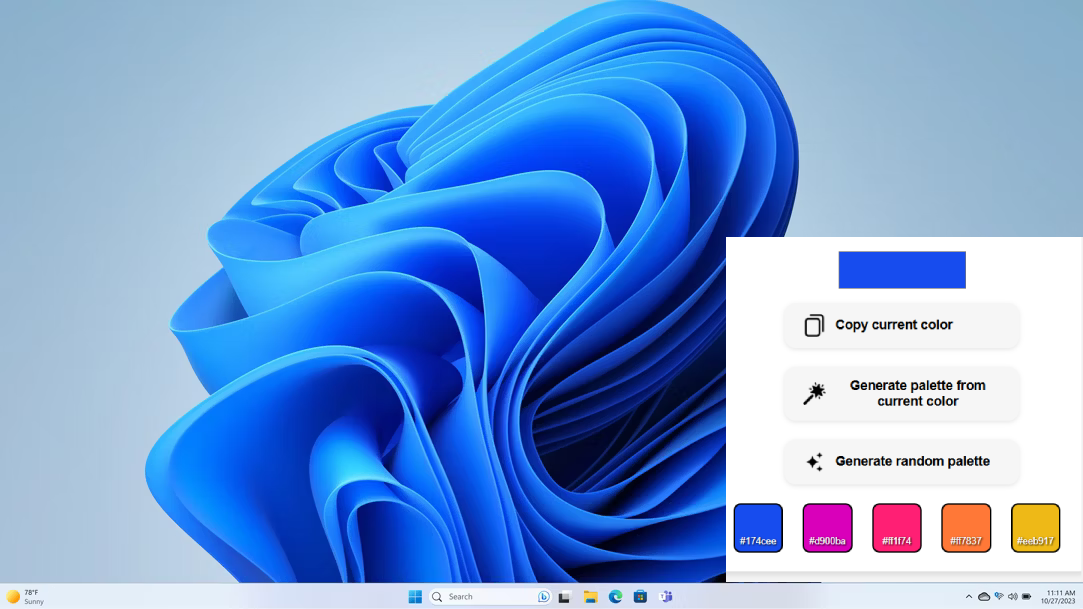 Copy current color
Generate palette from
current color
Generate random palette
#174cee
#d900ba
#ff1f74
#ff7837
#eeb917
78°F
Sunny
Search
11:11 AM
10/27/2023